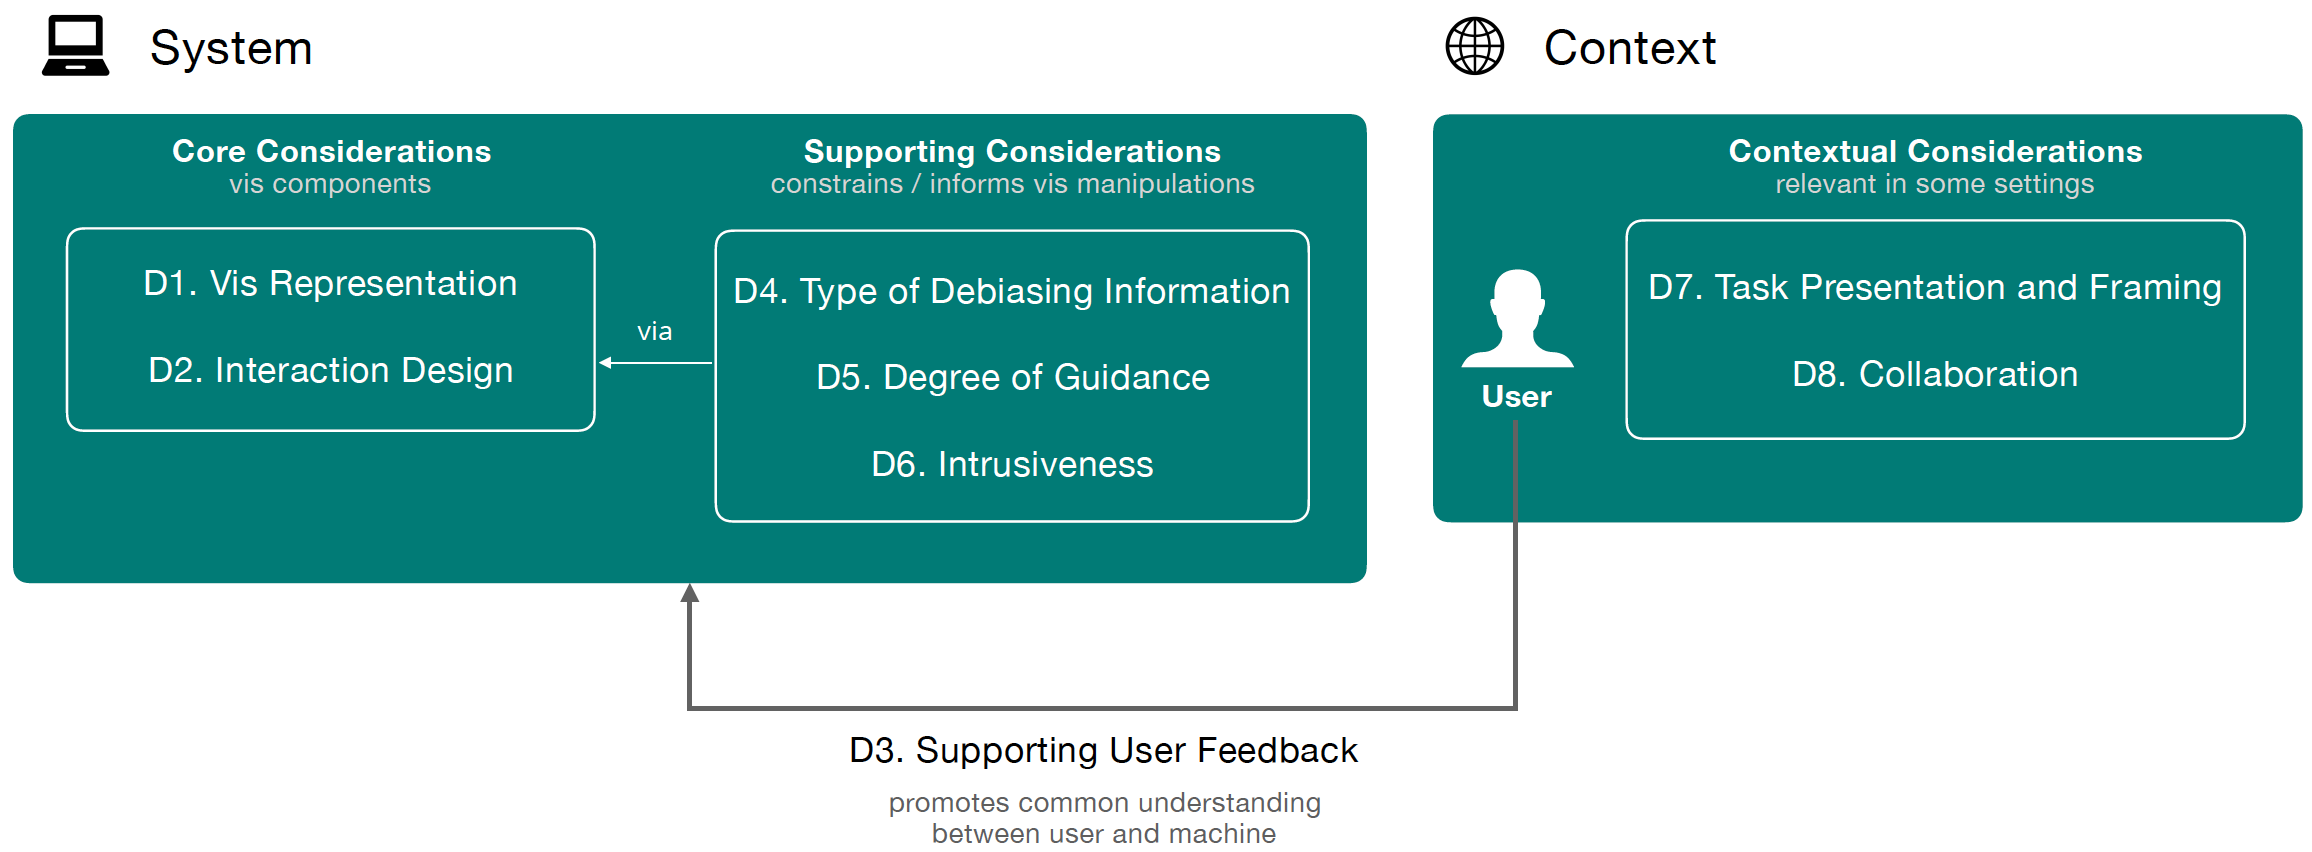 System
Context
Core Considerations
vis components
D1. Vis Representation
D2. Interaction Design
via
Supporting Considerations
constrains / informs vis manipulations
D4. Type of Debiasing Information
D5. Degree of Guidance
D6. Intrusiveness
User
Contextual Considerations
relevant in some settings
D7. Task Presentation and Framing
D8. Collaboration
D3. Supporting User Feedback
promotes common understanding
between user and machine